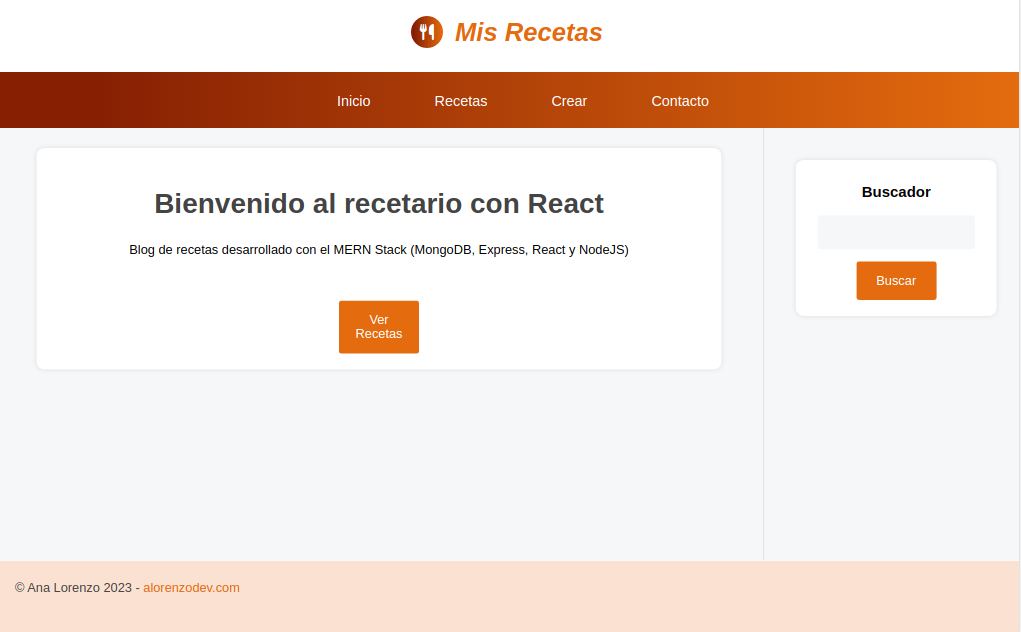 Mis Recetas
Inicio Recetas Crear Contacto
Bienvenido al recetario con React
Blog de recetas desarrollado con el MERN Stack (MongoDB, Express, React y NodeJS)
Ver
Recetas
Buscador
Buscar
© Ana Lorenzo 2023 - alorenzodev.com